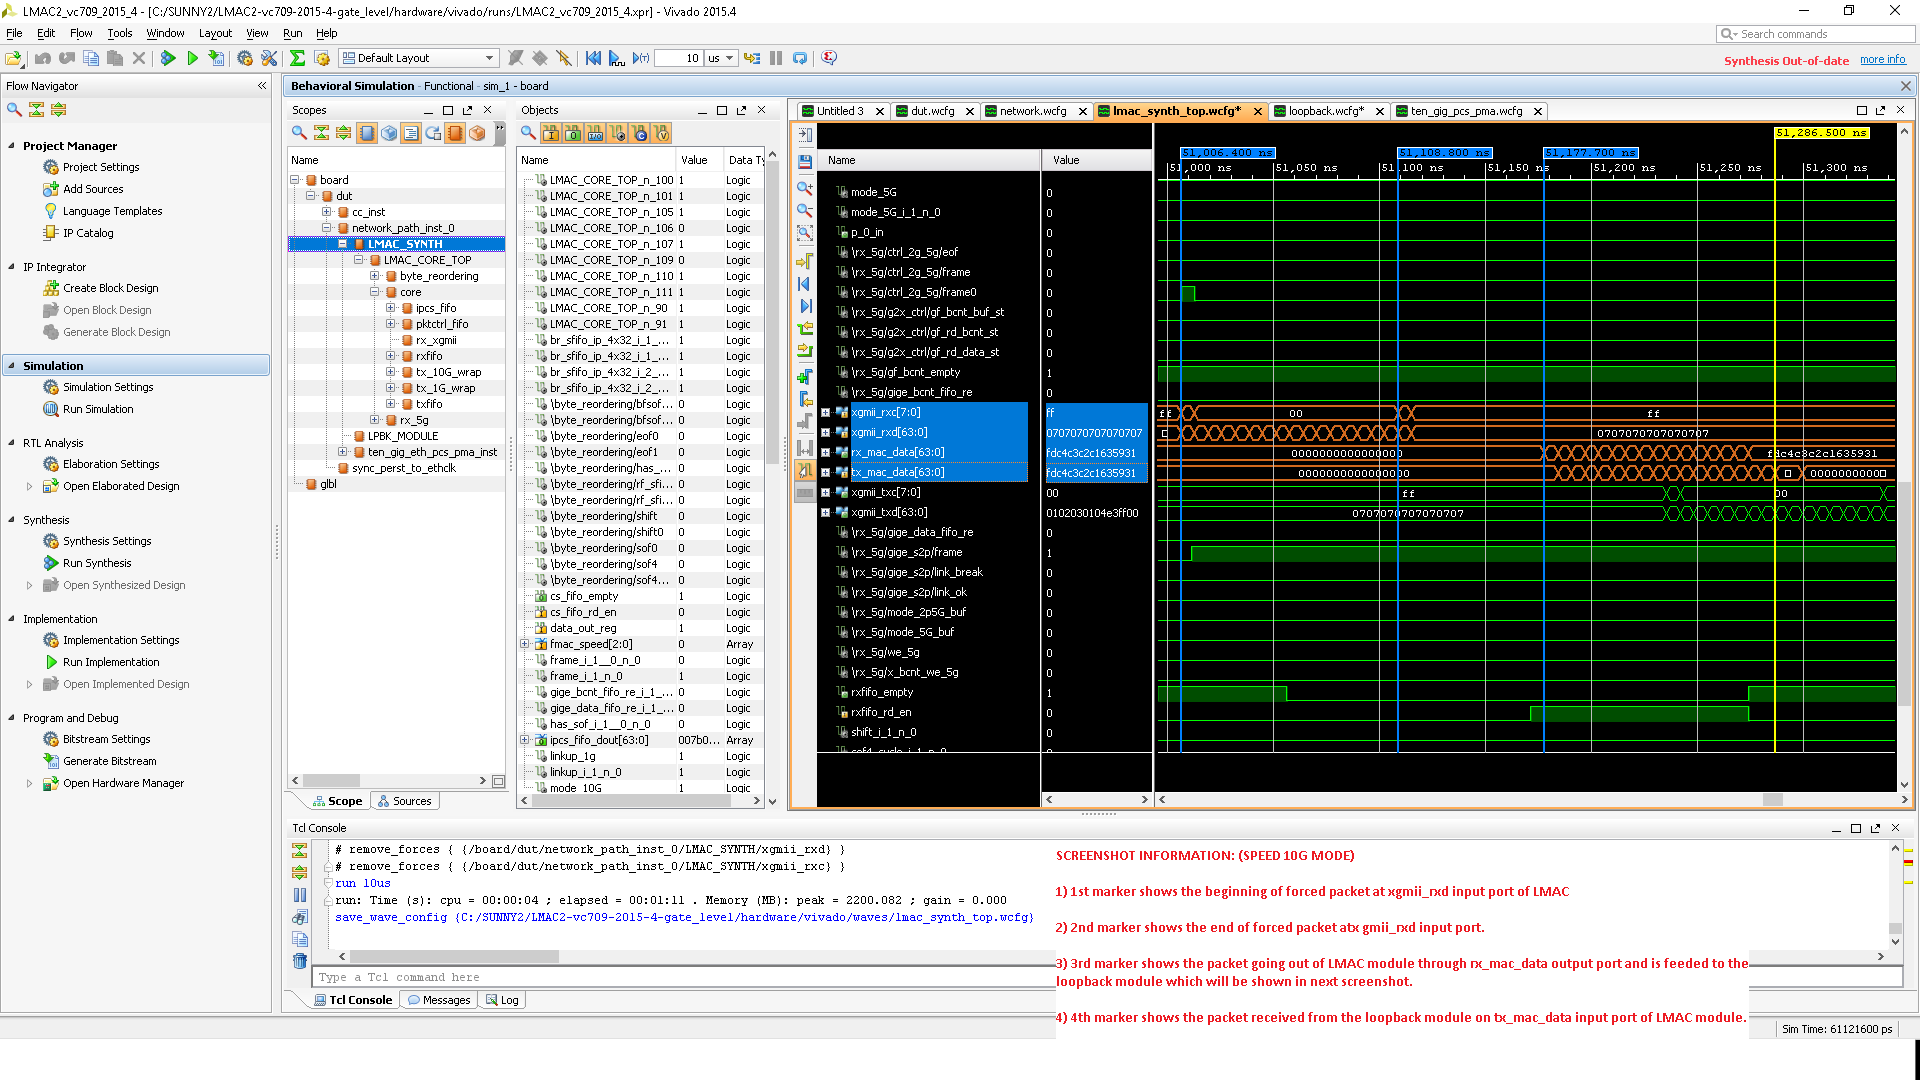 LMAC2_vc709_2015_4 - [C:/SUNNY2/LMAC2-vc709-2015-4-gate_level/hardware/vivado/runs/LMAC2_vc709_2015_4.xpr] - Vivado 2015.4
File Edit Flow Tools Window Layout View Run Help
Search commands
Default Layout
10 us
Synthesis Out-of-date more info
Flow Navigator
Project Manager
Project Settings
Add Sources
Language Templates
IP Catalog
IP Integrator
Create Block Design
Open Block Design
Generate Block Design
Simulation
Simulation Settings
Run Simulation
RTL Analysis
Elaboration Settings
Open Elaborated Design
Synthesis
Synthesis Settings
Run Synthesis
Open Synthesized Design
Implementation
Implementation Settings
Run Implementation
Open Implemented Design
Program and Debug
Bitstream Settings
Generate Bitstream
Open Hardware Manager
Behavioral Simulation - Functional - sim_1 - board
Scopes
Name
board
dut
cc_inst
network_path_inst_0
LMAC_SYNTH
LMAC_CORE_TOP
byte_reordering
core
ipcs_fifo
pktctrl_fifo
rx_xgmii
rxfifo
tx_10G_wrap
tx_1G_wrap
txfifo
rx_5g
LPBK_MODULE
ten_gig_eth_pcs_pma_inst
sync_perst_to_ethclk
glbl
Scope Sources
Objects
Name Value Data Ty
LMAC_CORE_TOP_n_100 1 Logic
LMAC_CORE_TOP_n_101 1 Logic
LMAC_CORE_TOP_n_105 1 Logic
LMAC_CORE_TOP_n_106 0 Logic
LMAC_CORE_TOP_n_107 1 Logic
LMAC_CORE_TOP_n_109 0 Logic
LMAC_CORE_TOP_n_110 1 Logic
LMAC_CORE_TOP_n_111 1 Logic
LMAC_CORE_TOP_n_90 1 Logic
LMAC_CORE_TOP_n_91 1 Logic
br_sfifo_ip_4x32_i_1_... 1 Logic
br_sfifo_ip_4x32_i_1_... 1 Logic
br_sfifo_ip_4x32_i_2_... 1 Logic
br_sfifo_ip_4x32_i_2_... 1 Logic
\byte_reordering/bfsof... 0 Logic
\byte_reordering/bfsof... 0 Logic
\byte_reordering/eof0 0 Logic
\byte_reordering/eof1 0 Logic
\byte_reordering/has_... 0 Logic
\byte_reordering/rf_sfi... 0 Logic
\byte_reordering/rf_sfi... 0 Logic
\byte_reordering/shift 0 Logic
\byte_reordering/shift0 0 Logic
\byte_reordering/sof0 0 Logic
\byte_reordering/sof4 0 Logic
\byte_reordering/sof4... 0 Logic
cs_fifo_empty 1 Logic
cs_fifo_rd_en 0 Logic
data_out_reg 1 Logic
fmac_speed[2:0] 0 Array
frame_i_1__0_n_0 0 Logic
frame_i_1_n_0 0 Logic
gige_bcnt_fifo_re_i_1_... 0 Logic
gige_data_fifo_re_i_1_... 0 Logic
has_sof_i_1__0_n_0 0 Logic
ipcs_fifo_dout[63:0] 007b0... Array
linkup_1g 1 Logic
linkup_i_1_n_0 1 Logic
mode_10G 1 Logic
Untitled 3 dut.wcfg network.wcfg lmac_synth_top.wcfg* loopback.wcfg* ten_gig_pcs_pma.wcfg
Name Value
51,286.500 ns
51,006.400 ns 51,108.800 ns 51,177.700 ns
51,000 ns 51,050 ns 51,100 ns 51,150 ns 51,200 ns 51,250 ns 51,300 ns
mode_5G 0
mode_5G_i_1_n_0 0
p_0_in 0
\rx_5g/ctrl_2g_5g/eof 0
\rx_5g/ctrl_2g_5g/frame 0
\rx_5g/ctrl_2g_5g/frame0 0
\rx_5g/g2x_ctrl/gf_bcnt_buf_st 0
\rx_5g/g2x_ctrl/gf_rd_bcnt_st 0
\rx_5g/g2x_ctrl/gf_rd_data_st 0
\rx_5g/gf_bcnt_empty 1
\rx_5g/gige_bcnt_fifo_re 0
xgmii_rxc[7:0] ff ff 00 ff
xgmii_rxd[63:0] 0707070707070707 0707070707070707
rx_mac_data[63:0] fdc4c3c2c1635931 0000000000000000 fdc4c3c2c1635931
tx_mac_data[63:0] fdc4c3c2c1635931 0000000000000000 00000000000
xgmii_txc[7:0] 00 ff 00
xgmii_txd[63:0] 0102030104e3ff00 0707070707070707
\rx_5g/gige_data_fifo_re 0
\rx_5g/gige_s2p/frame 1
\rx_5g/gige_s2p/link_break 0
\rx_5g/gige_s2p/link_ok 0
\rx_5g/mode_2p5G_buf 0
\rx_5g/mode_5G_buf 0
\rx_5g/we_5g 0
\rx_5g/x_bcnt_we_5g 0
rxfifo_empty 1
rxfifo_rd_en 0
shift_i_1_n_0 0
Tcl Console
# remove_forces { {/board/dut/network_path_inst_0/LMAC_SYNTH/xgmii_rxd} }
# remove_forces { {/board/dut/network_path_inst_0/LMAC_SYNTH/xgmii_rxc} }
run 10us
run: Time (s): cpu = 00:00:04 ; elapsed = 00:01:11 . Memory (MB): peak = 2200.082 ; gain = 0.000
save_wave_config {C:/SUNNY2/LMAC2-vc709-2015-4-gate_level/hardware/vivado/waves/lmac_synth_top.wcfg}
Type a Tcl command here
Tcl Console Messages Log
SCREENSHOT INFORMATION: (SPEED 10G MODE)
1) 1st marker shows the beginning of forced packet at xgmii_rxd input port of LMAC
2) 2nd marker shows the end of forced packet atx gmii_rxd input port.
3) 3rd marker shows the packet going out of LMAC module through rx_mac_data output port and is feeded to the
loopback module which will be shown in next screenshot.
4) 4th marker shows the packet received from the loopback module on tx_mac_data input port of LMAC module.
Sim Time: 61121600 ps